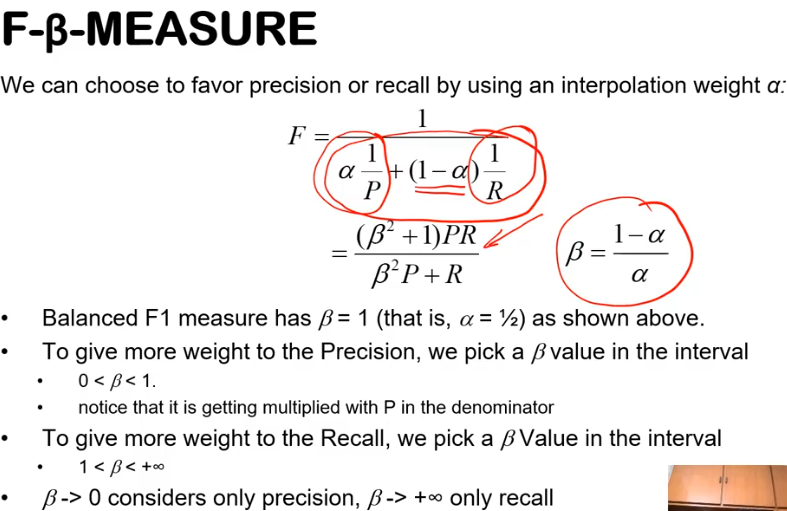 F-β-MEASURE
We can choose to favor precision or recall by using an interpolation weight α:
F = 1 / (α 1/P + (1 − α) 1/R)
= (β² + 1)PR / (β²P + R)
β = (1 − α) / α
• Balanced F1 measure has β = 1 (that is, α = ½) as shown above.
• To give more weight to the Precision, we pick a β value in the interval
• 0 < β < 1.
• notice that it is getting multiplied with P in the denominator
• To give more weight to the Recall, we pick a β Value in the interval
• 1 < β < +∞
• β -> 0 considers only precision, β -> +∞ only recall